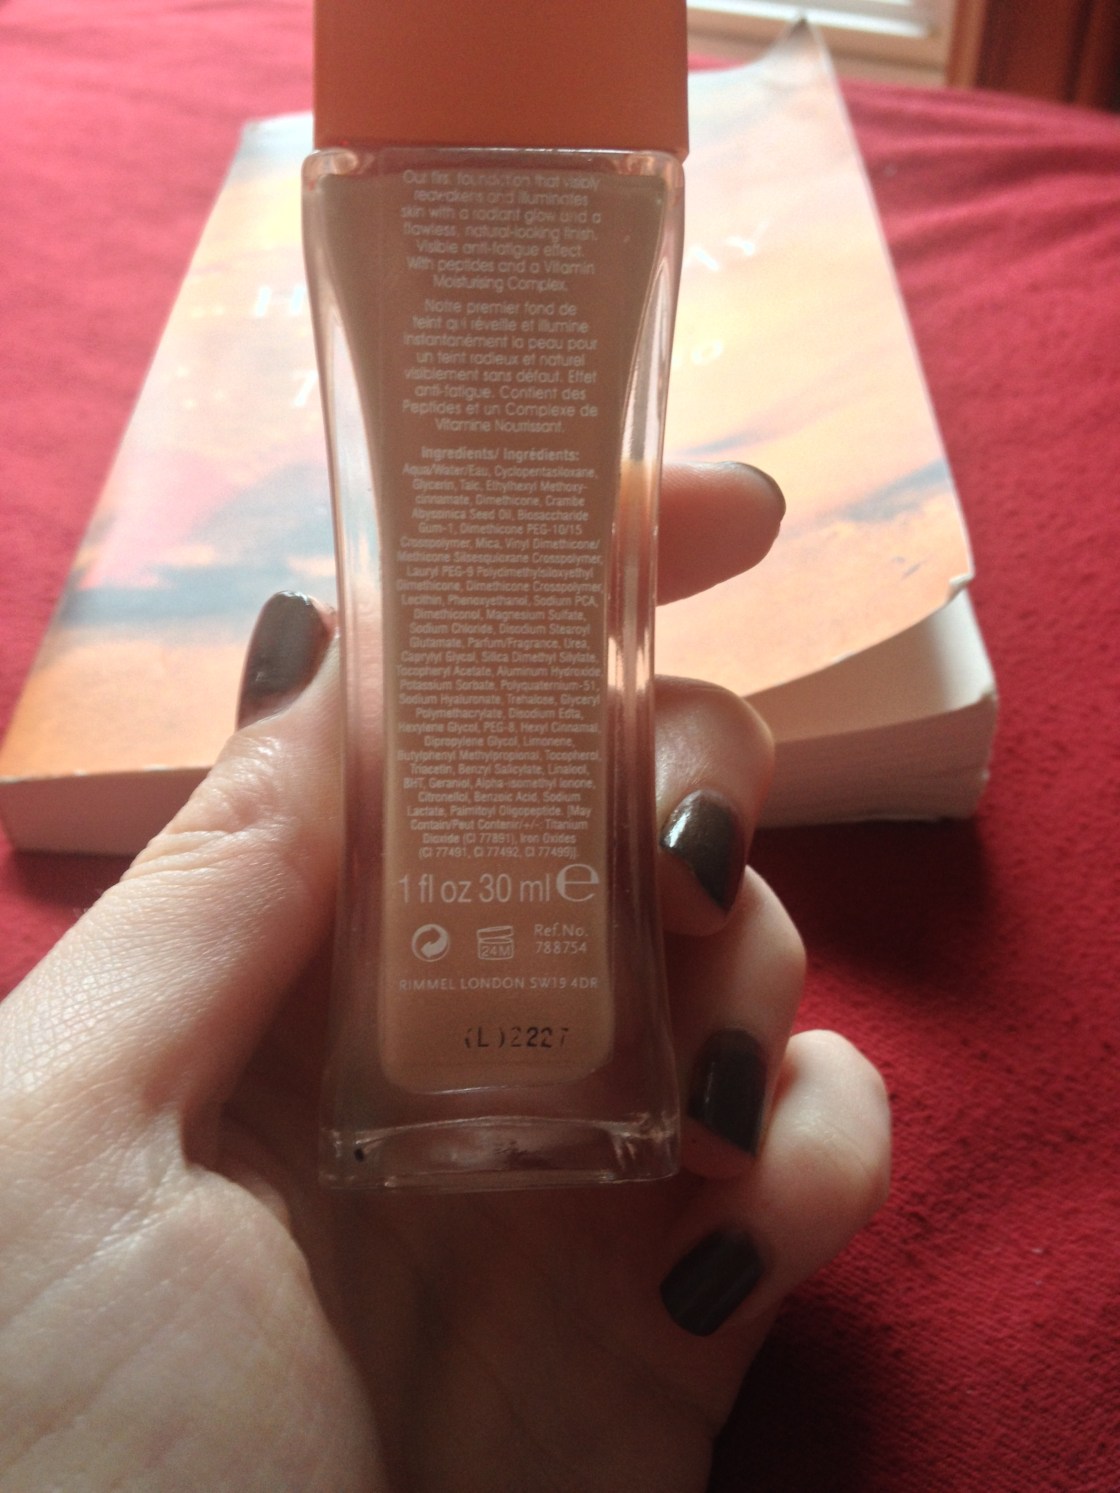 Our first foundation that visibly
reawakens and illuminates
skin with a radiant glow and a
flawless, natural-looking finish.
Visible anti-fatigue effect.
With peptides and a Vitamin
Moisturising Complex.
Notre premier fond de
teint qui réveille et illumine
instantanément la peau pour
un teint radieux et naturel
visiblement sans défaut. Effet
anti-fatigue. Contient des
Peptides et un Complexe de
Vitamine Nourrissant.
Ingredients/ Ingrédients:
Aqua/Water/Eau, Cyclopentasiloxane,
Glycerin, Talc, Ethylhexyl Methoxy-
cinnamate, Dimethicone, Crambe
Abyssinica Seed Oil, Biosaccharide
Gum-1, Dimethicone PEG-10/15
Crosspolymer, Mica, Vinyl Dimethicone/
Methicone Silsesquioxane Crosspolymer,
Lauryl PEG-9 Polydimethylsiloxyethyl
Dimethicone, Dimethicone Crosspolymer,
Lecithin, Phenoxyethanol, Sodium PCA,
Dimethiconol, Magnesium Sulfate,
Sodium Chloride, Disodium Stearoyl
Glutamate, Parfum/Fragrance, Urea,
Caprylyl Glycol, Silica Dimethyl Silylate,
Tocopheryl Acetate, Aluminum Hydroxide,
Potassium Sorbate, Polyquaternium-51,
Sodium Hyaluronate, Trehalose, Glyceryl
Polymethacrylate, Disodium Edta,
Hexylene Glycol, PEG-8, Hexyl Cinnamal,
Dipropylene Glycol, Limonene,
Butylphenyl Methylpropional, Tocopherol,
Triacetin, Benzyl Salicylate, Linalool,
BHT, Geraniol, Alpha-isomethyl Ionone,
Citronellol, Benzoic Acid, Sodium
Lactate, Palmitoyl Oligopeptide. [May
Contain/Peut Contenir/+/-: Titanium
Dioxide (CI 77891), Iron Oxides
(CI 77491, CI 77492, CI 77499)]
1 fl oz 30 ml e
24M
Ref.No.
788754
RIMMEL LONDON SW19 4DR
(L)2227